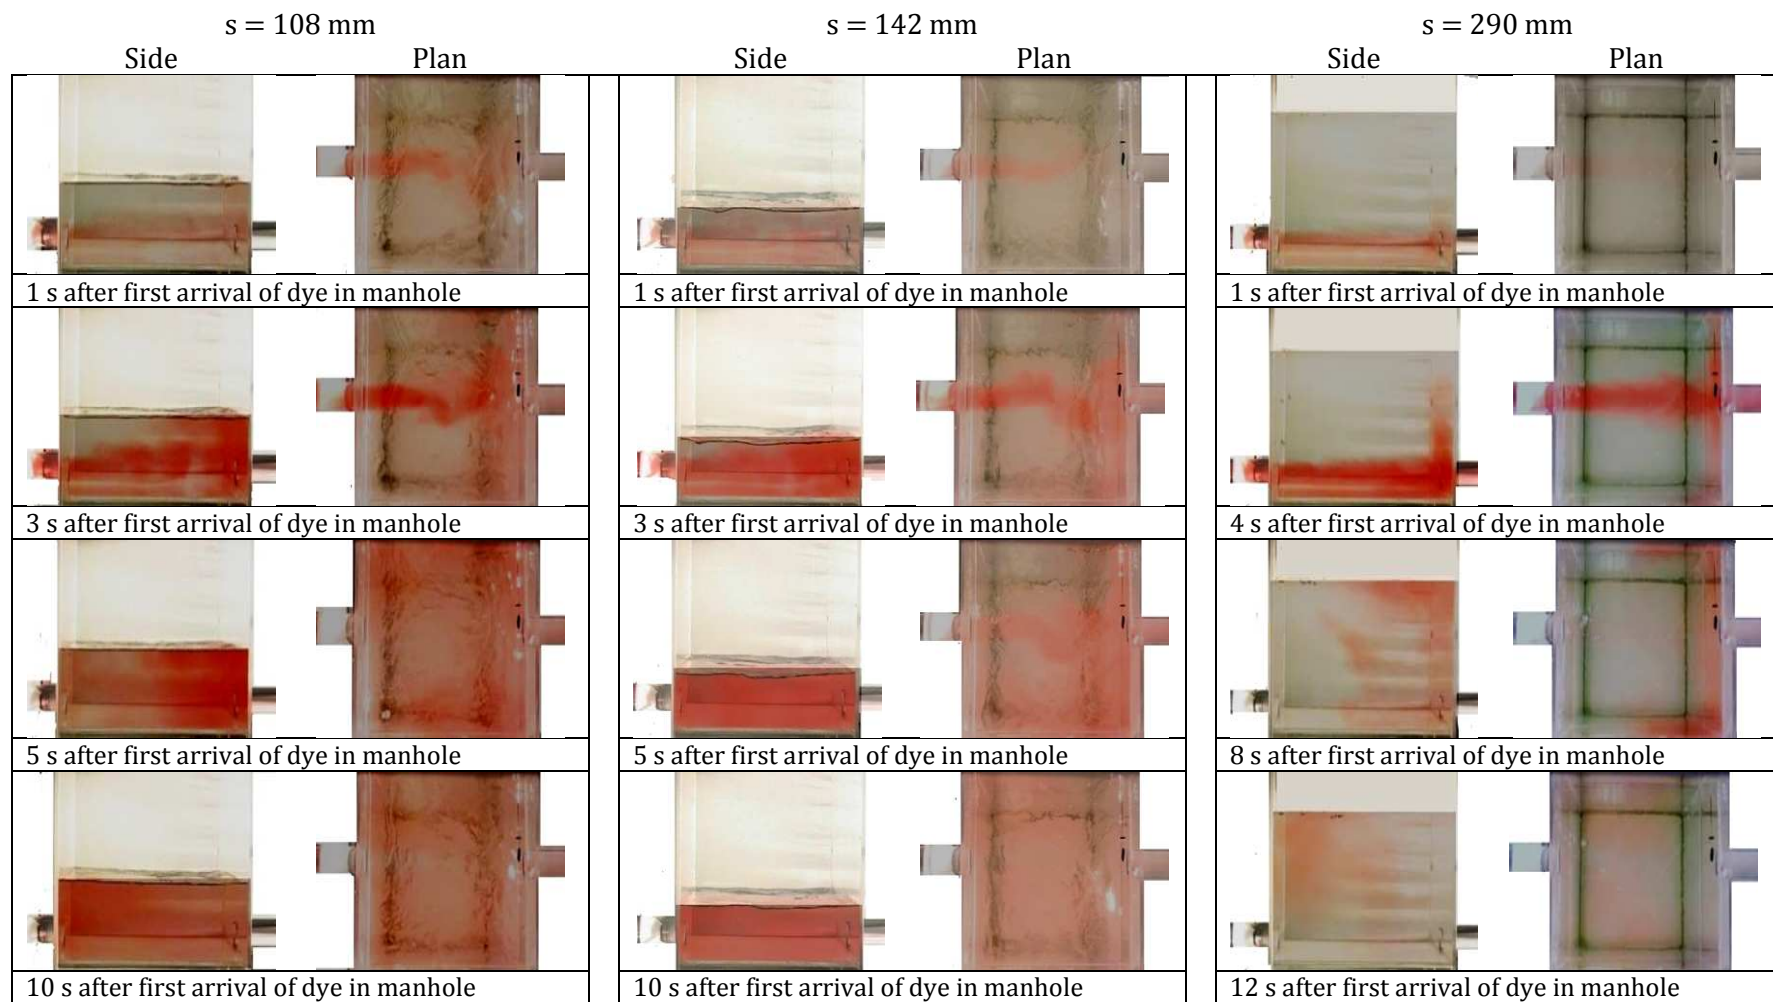 s = 108 mm
s = 142 mm
s = 290 mm
Side
Plan
Side
Plan
Side
Plan
1 s after first arrival of dye in manhole
1 s after first arrival of dye in manhole
1 s after first arrival of dye in manhole
3 s after first arrival of dye in manhole
3 s after first arrival of dye in manhole
4 s after first arrival of dye in manhole
5 s after first arrival of dye in manhole
5 s after first arrival of dye in manhole
8 s after first arrival of dye in manhole
10 s after first arrival of dye in manhole
10 s after first arrival of dye in manhole
12 s after first arrival of dye in manhole